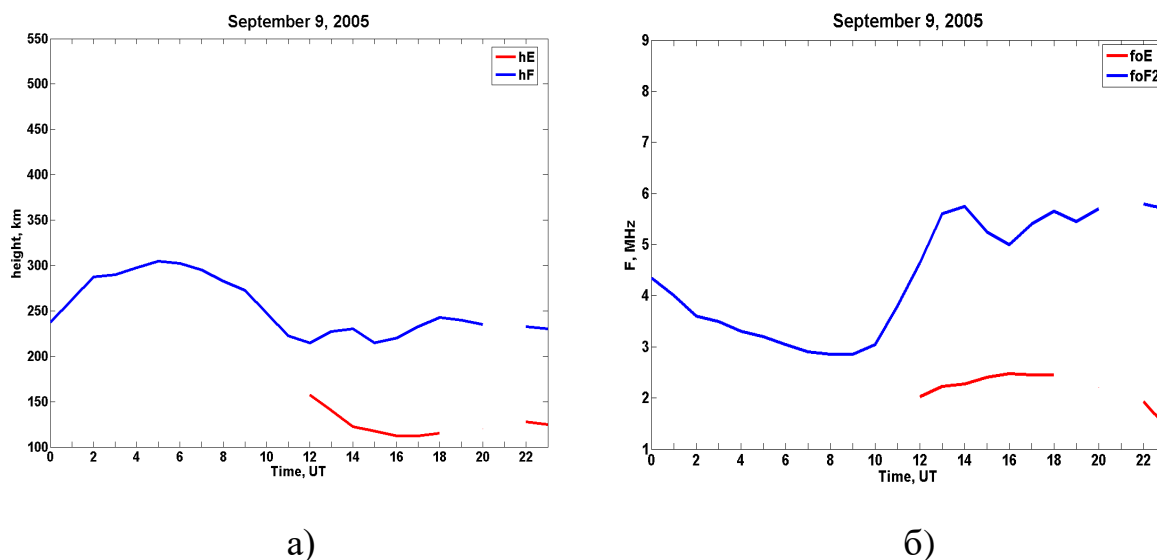 September 9, 2005
550
500
450
400
350
300
250
200
150
100
height, km
hE
hF
0 2 4 6 8 10 12 14 16 18 20 22
Time, UT
а)
September 9, 2005
9
8
7
6
5
4
3
2
1
F, MHz
foE
foF2
0 2 4 6 8 10 12 14 16 18 20 22
Time, UT
б)